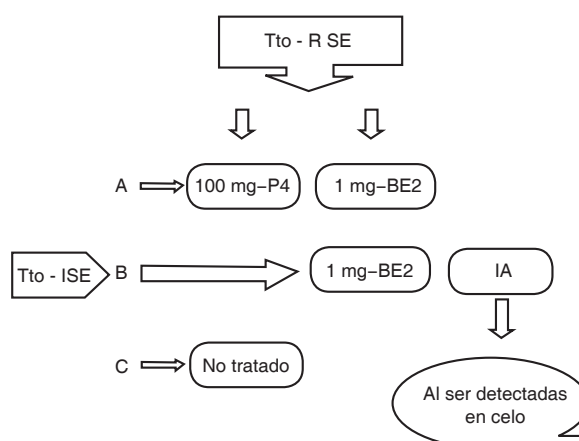 Tto - R SE
A
100 mg–P4
1 mg–BE2
Tto - ISE
B
1 mg–BE2
IA
C
No tratado
Al ser detectadas
en celo